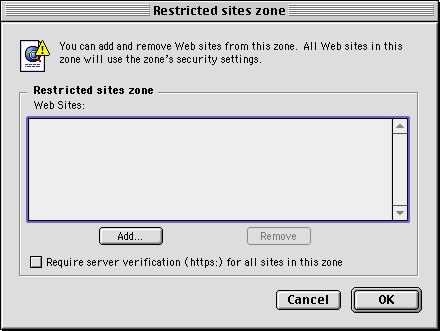 Restricted sites zone
You can add and remove Web sites from this zone. All Web sites in this
zone will use the zone's security settings.
Restricted sites zone
Web Sites:
Add...
Remove
Require server verification (https:) for all sites in this zone
Cancel
OK